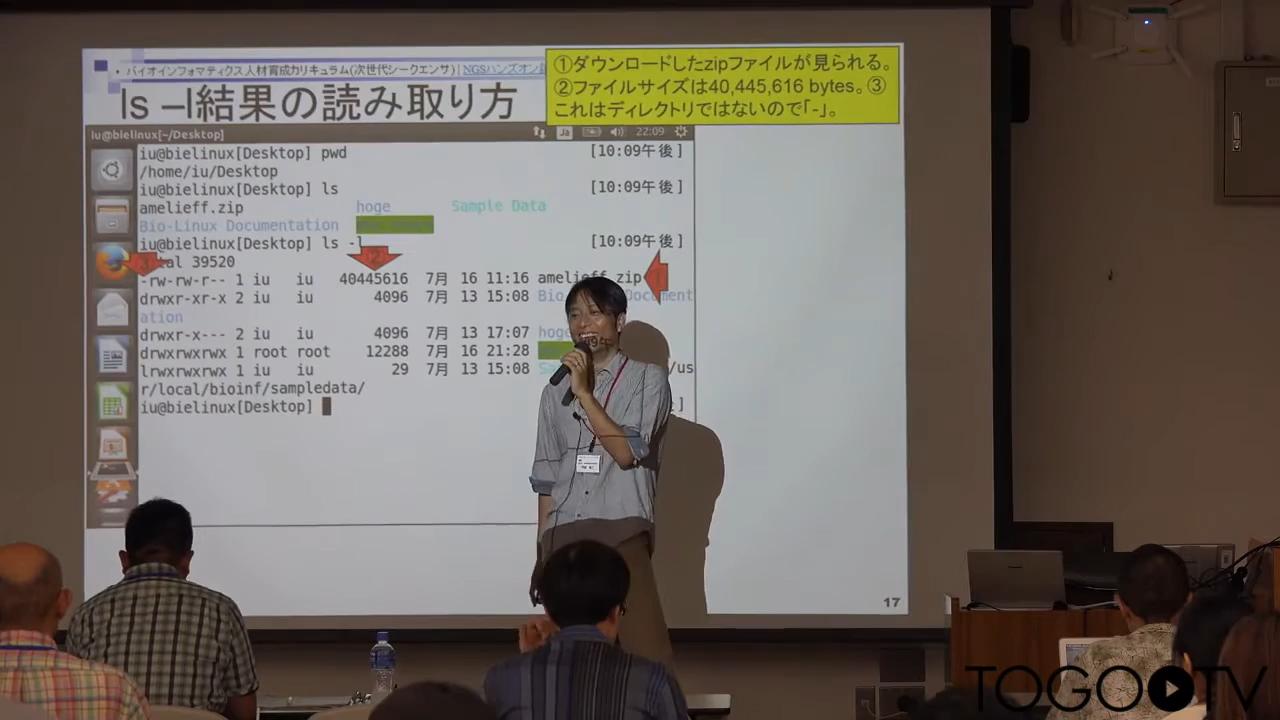 ・バイオインフォマティクス人材育成カリキュラム(次世代シークエンサ) | NGSハンズオン
ls –l結果の読み取り方
①ダウンロードしたzipファイルが見られる。
②ファイルサイズは40,445,616 bytes。③
これはディレクトリではないので「-」。
iu@bielinux[~/Desktop]
Ja
22:09
iu@bielinux[Desktop] pwd [10:09午後]
/home/iu/Desktop
iu@bielinux[Desktop] ls [10:09午後]
amelieff.zip hoge Sample Data
Bio-Linux Documentation
iu@bielinux[Desktop] ls -l [10:09午後]
39520
-rw-rw-r-- 1 iu iu 40445616 7月 16 11:16 amelieff.zip
drwxr-xr-x 2 iu iu 4096 7月 13 15:08 Document
ation
drwxr-x--- 2 iu iu 4096 7月 13 17:07 hoge
drwxrwxrwx 1 root root 12288 7月 16 21:28
lrwxrwxrwx 1 iu iu 29 7月 13 15:08 /us
r/local/bioinf/sampledata/
iu@bielinux[Desktop]
17
TOGO TV